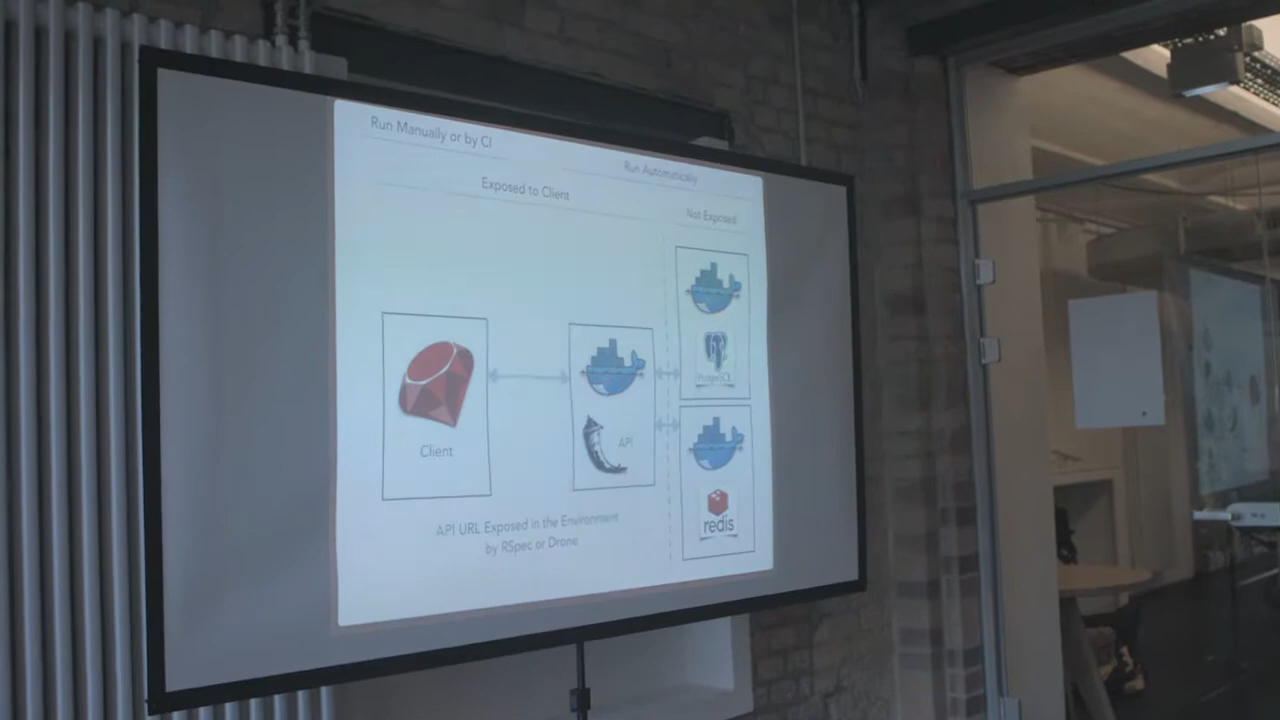 Run Manually or by CI
Run Automatically
Exposed to Client
Not Exposed
PostgreSQL
Client
API
redis
API URL Exposed in the Environment
by RSpec or Drone